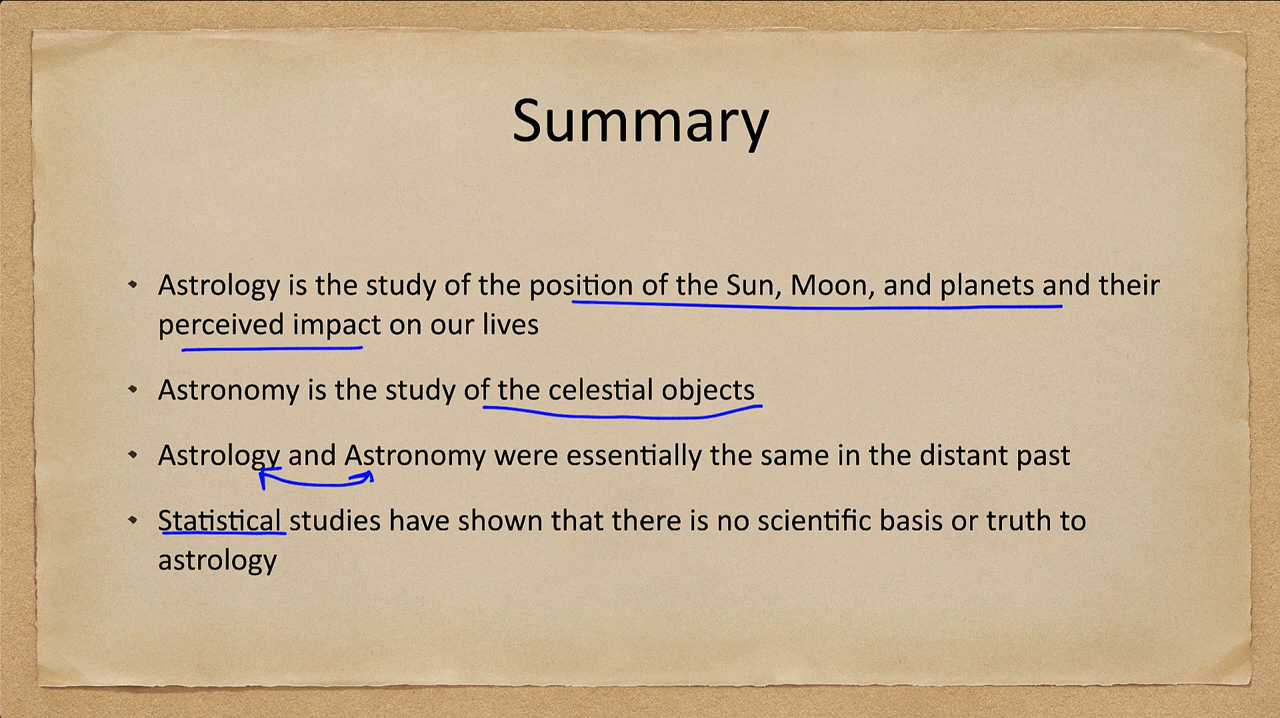 Summary
• Astrology is the study of the position of the Sun, Moon, and planets and their
perceived impact on our lives
• Astronomy is the study of the celestial objects
• Astrology and Astronomy were essentially the same in the distant past
• Statistical studies have shown that there is no scientific basis or truth to
astrology